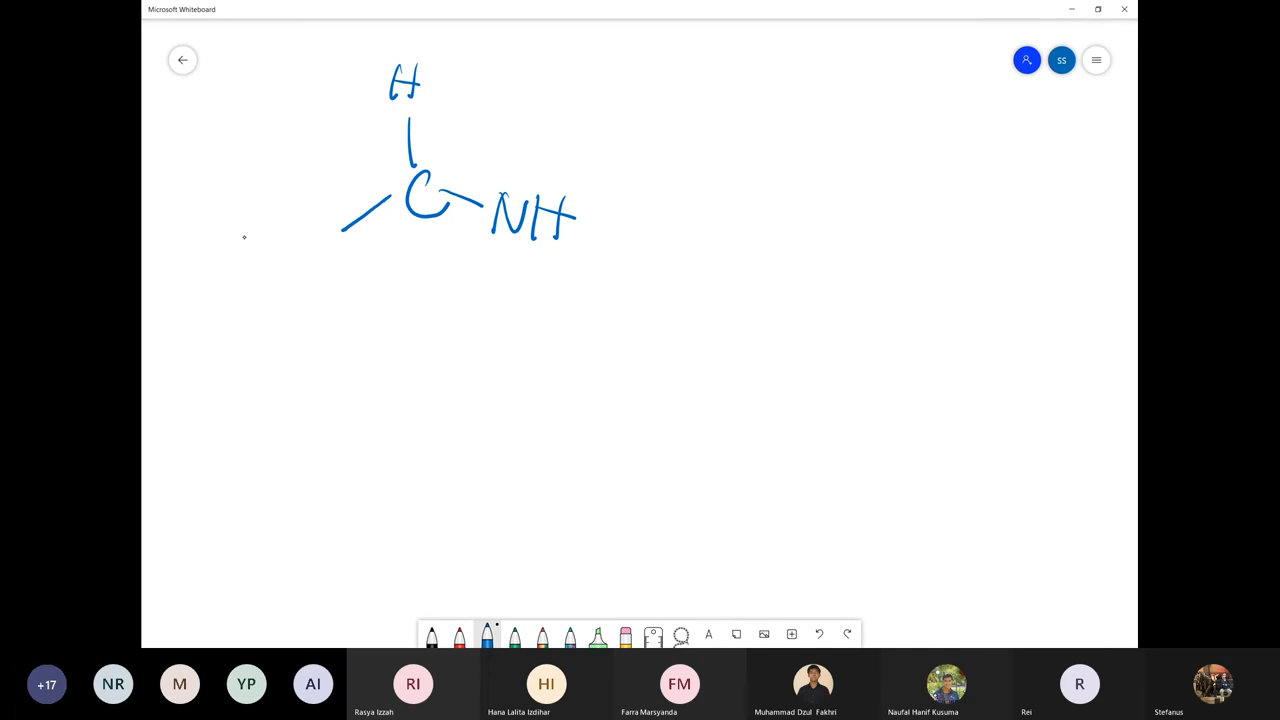 Microsoft Whiteboard
SS
H
C NH
A
+17 NR M YP AI RI HI FM R
Rasya Izzah Hana Lalita Izdihar Farra Marsyanda Muhammad Dzul Fakhri Naufal Hanif Kusuma Rei Stefanus